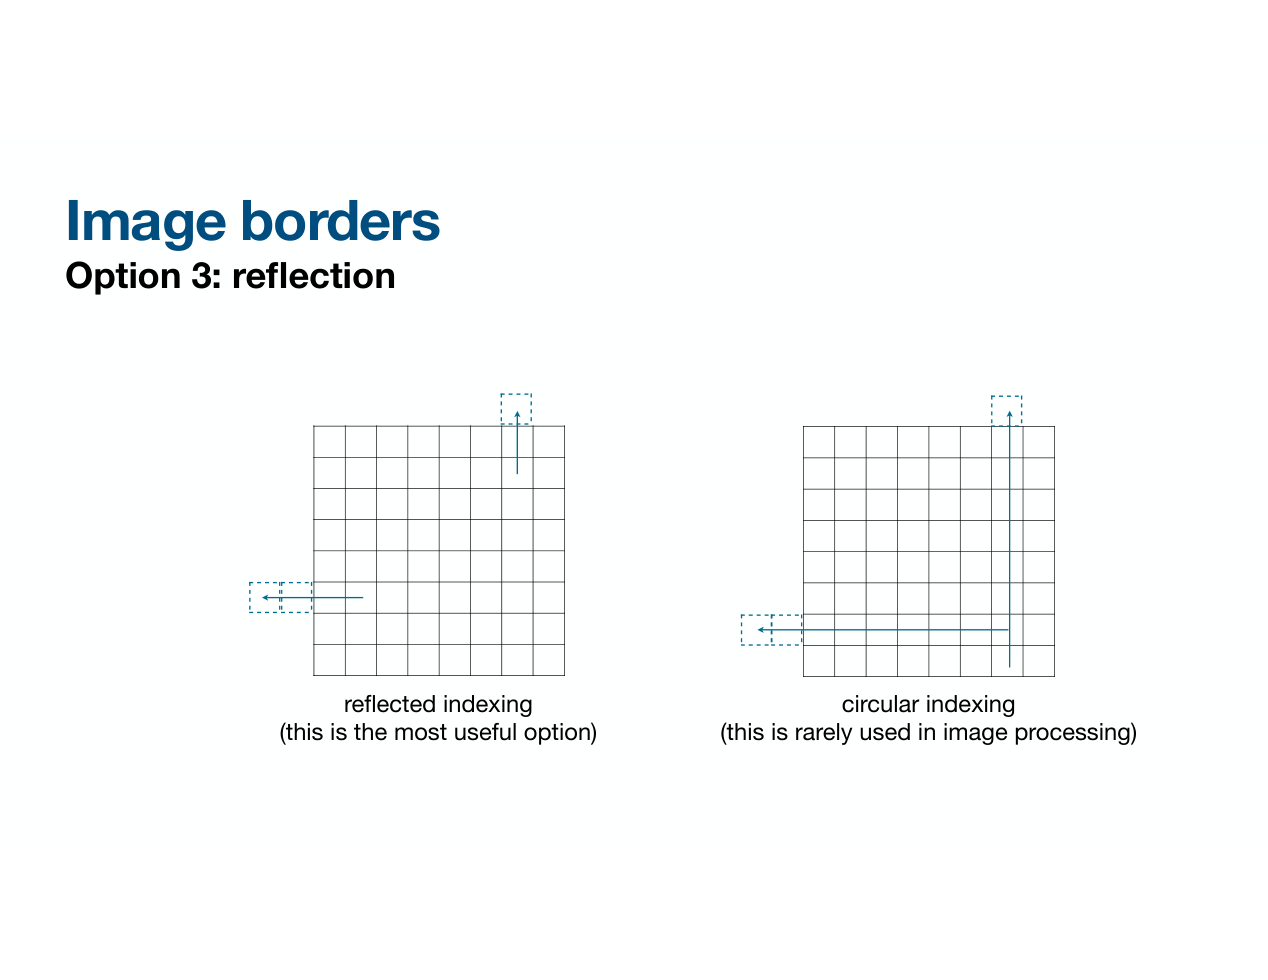 Image borders
Option 3: reflection
reflected indexing
(this is the most useful option)
circular indexing
(this is rarely used in image processing)